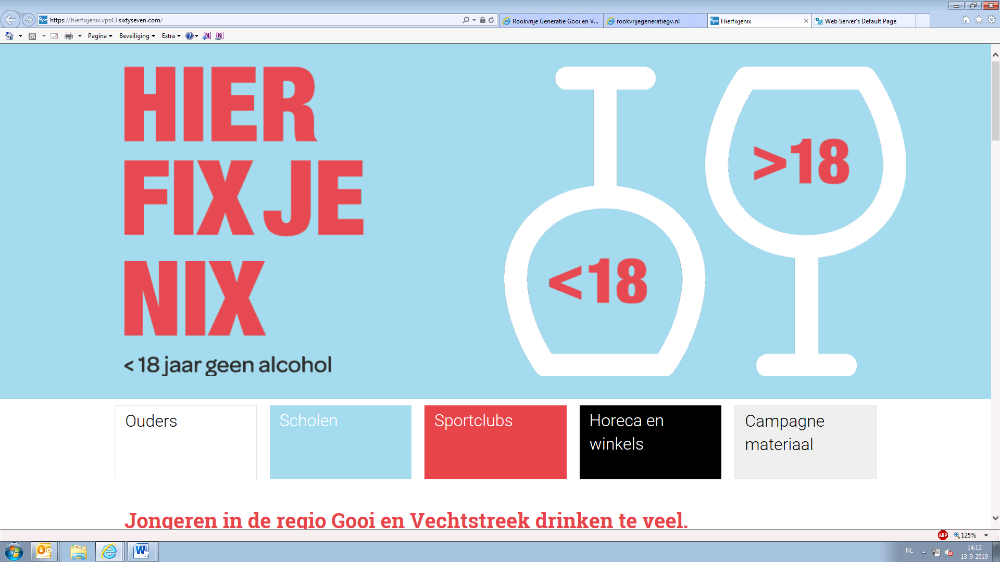 https://hierfixjenix.vps43.sixtyseven.com/
Rookvrije Generatie Gooi en V...
rookvrijegeneratiegv.nl
Hierfixjenix
Web Server's Default Page
Pagina
Beveiliging
Extra
HIER
FIX JE
NIX
< 18 jaar geen alcohol
>18
<18
Ouders
Scholen
Sportclubs
Horeca en
winkels
Campagne
materiaal
Jongeren in de regio Gooi en Vechtstreek drinken te veel.
ABP
125%
NL
14:12
13-9-2019